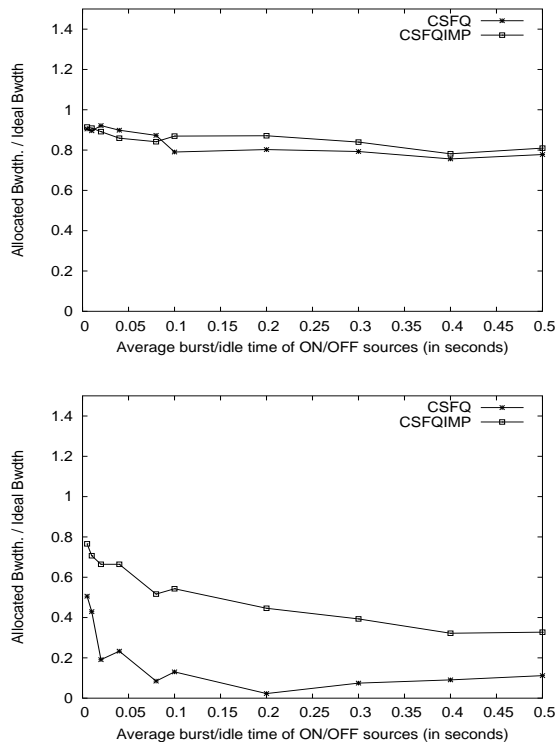 1.4
1.2
1
0.8
0.6
0.4
0.2
0
Allocated Bwdth. / Ideal Bwdth
CSFQ
CSFQIMP
0 0.05 0.1 0.15 0.2 0.25 0.3 0.35 0.4 0.45 0.5
Average burst/idle time of ON/OFF sources (in seconds)
1.4
1.2
1
0.8
0.6
0.4
0.2
0
Allocated Bwdth. / Ideal Bwdth
CSFQ
CSFQIMP
0 0.05 0.1 0.15 0.2 0.25 0.3 0.35 0.4 0.45 0.5
Average burst/idle time of ON/OFF sources (in seconds)